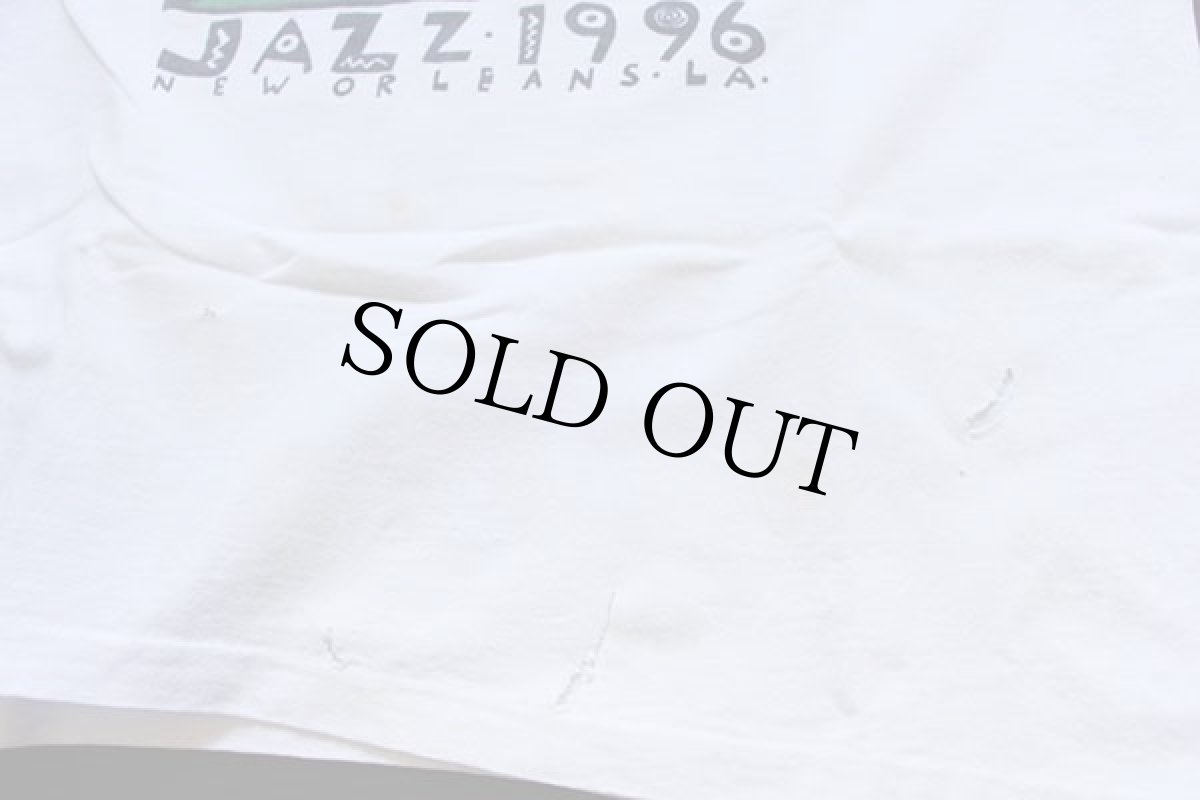 JAZZ·1996
NEW ORLEANS·LA.
SOLD OUT